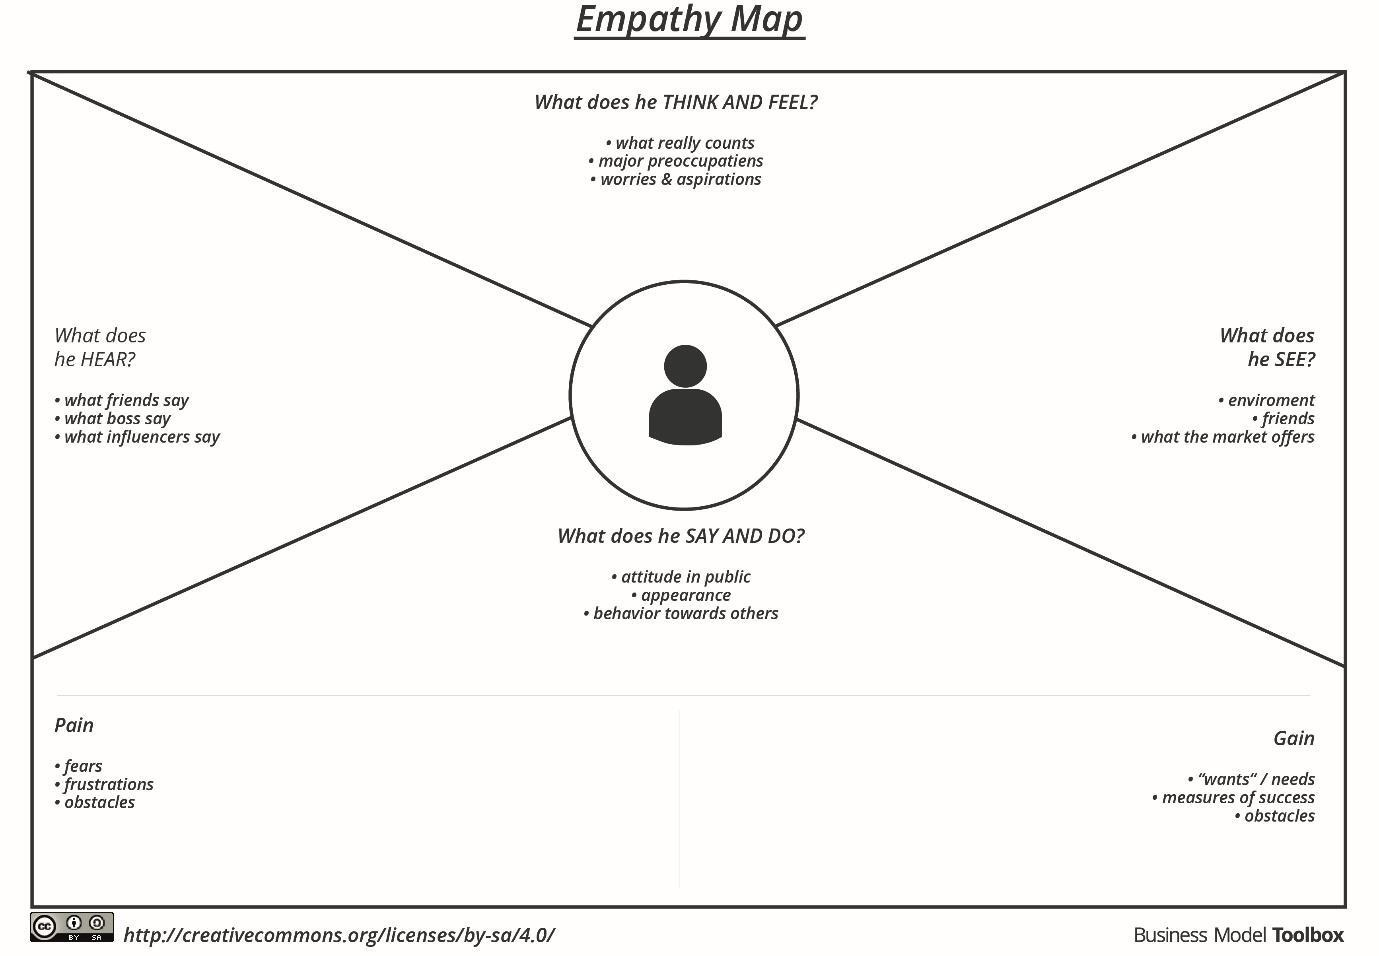 Empathy Map
What does he THINK AND FEEL?
• what really counts
• major preoccupatiens
• worries & aspirations
What does
he HEAR?
• what friends say
• what boss say
• what influencers say
What does
he SEE?
• enviroment
• friends
• what the market offers
What does he SAY AND DO?
• attitude in public
• appearance
• behavior towards others
Pain
• fears
• frustrations
• obstacles
Gain
• “wants“ / needs
• measures of success
• obstacles
cc BY SA
http://creativecommons.org/licenses/by-sa/4.0/
Business Model Toolbox